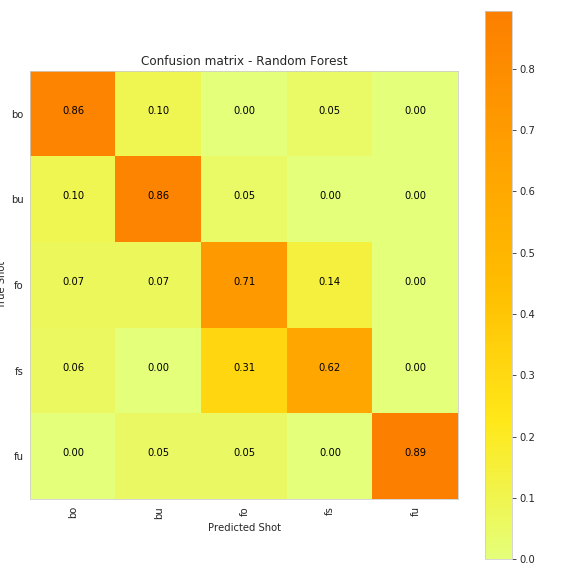 Confusion matrix - Random Forest
bo 0.86 0.10 0.00 0.05 0.00
bu 0.10 0.86 0.05 0.00 0.00
fo 0.07 0.07 0.71 0.14 0.00
fs 0.06 0.00 0.31 0.62 0.00
fu 0.00 0.05 0.05 0.00 0.89
bo bu fo fs fu
Predicted Shot
Shot
0.8
0.7
0.6
0.5
0.4
0.3
0.2
0.1
0.0